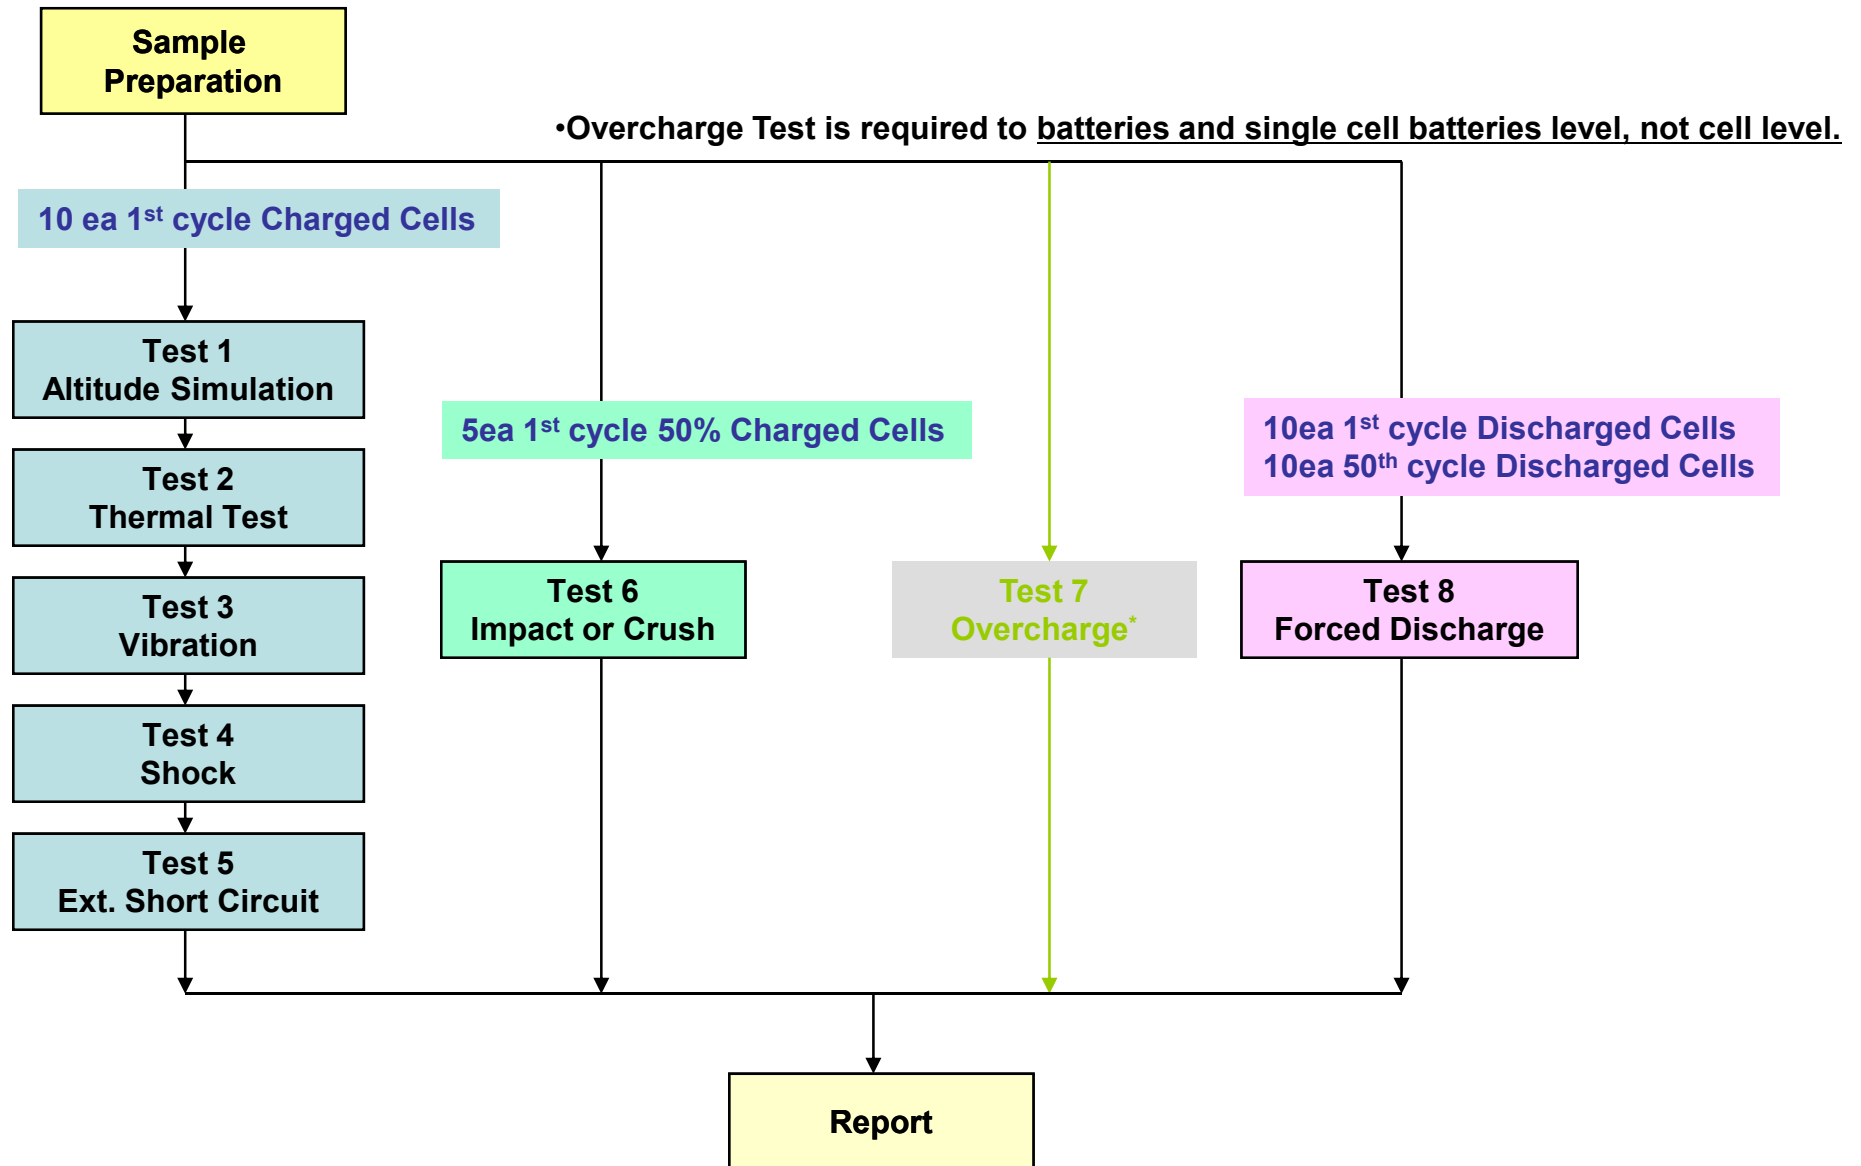 Sample
Preparation
•Overcharge Test is required to batteries and single cell batteries level, not cell level.
10 ea 1st cycle Charged Cells
Test 1
Altitude Simulation
Test 2
Thermal Test
Test 3
Vibration
Test 4
Shock
Test 5
Ext. Short Circuit
5ea 1st cycle 50% Charged Cells
Test 6
Impact or Crush
Test 7
Overcharge*
10ea 1st cycle Discharged Cells
10ea 50th cycle Discharged Cells
Test 8
Forced Discharge
Report